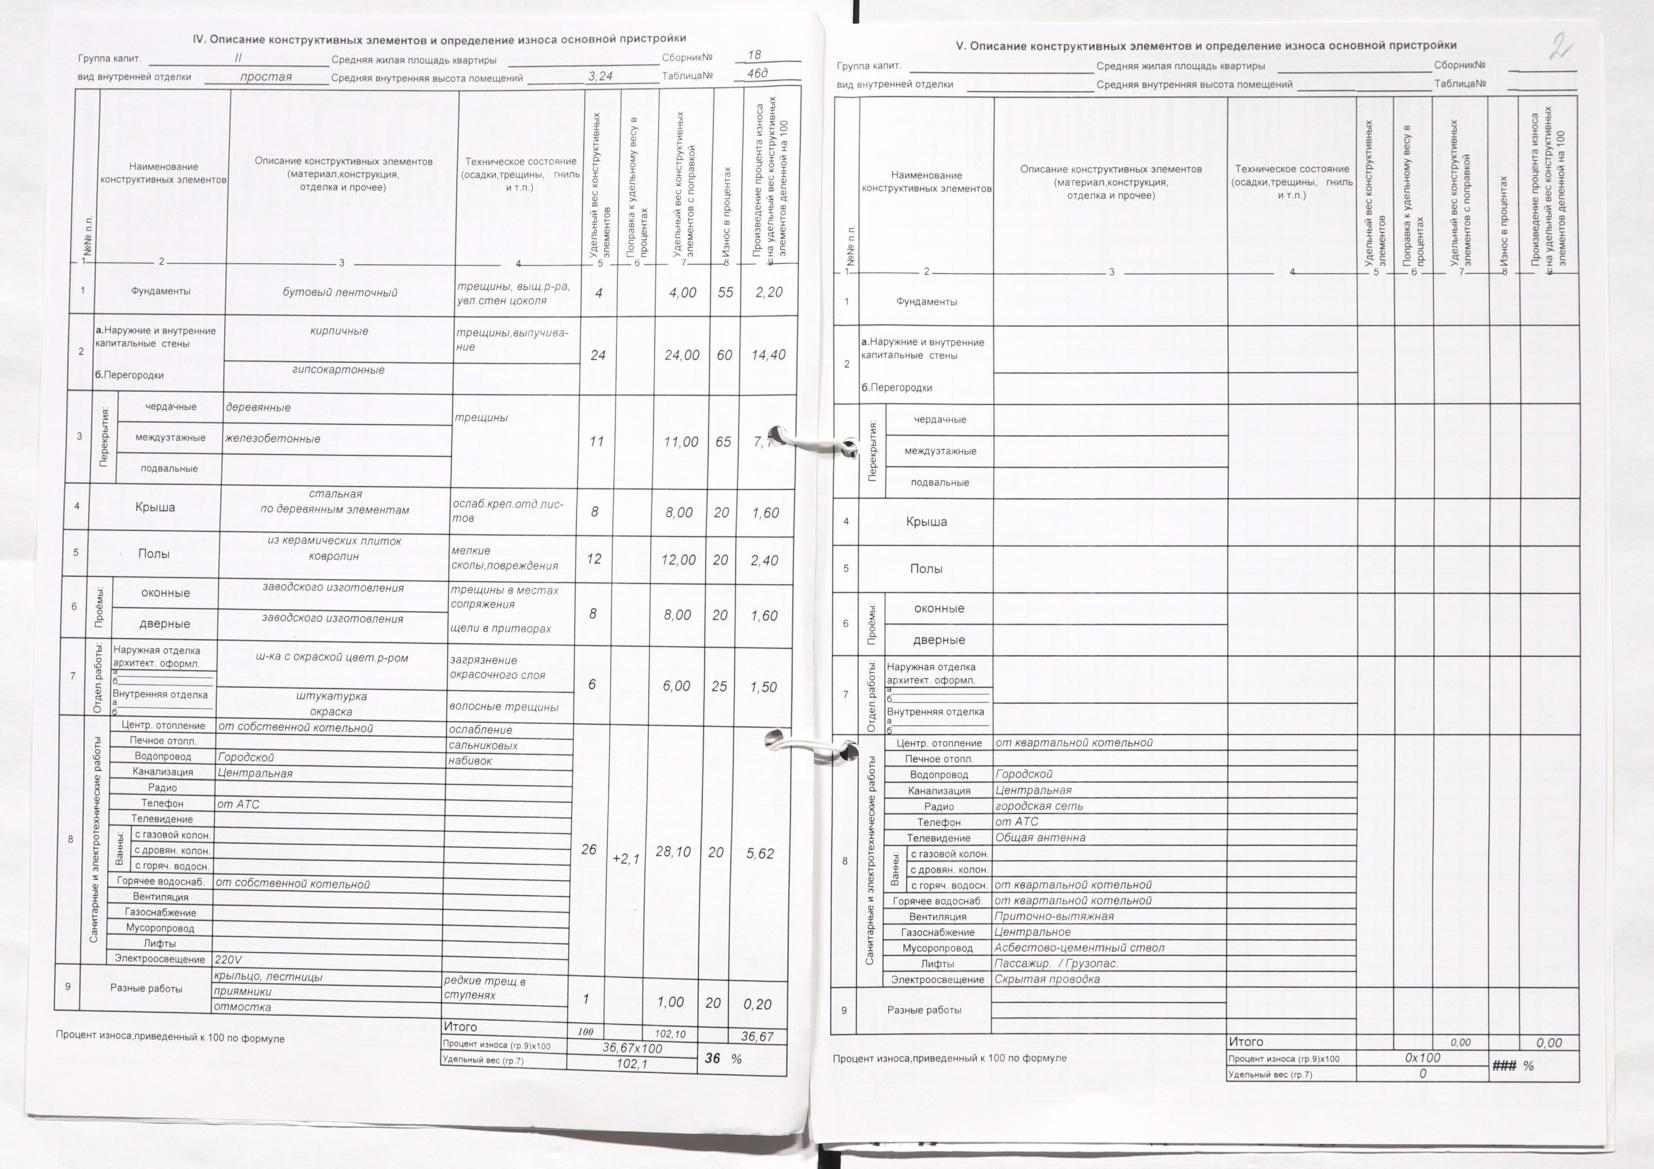 IV. Описание конструктивных элементов и определение износа основной пристройки
Группа капит. II Средняя жилая площадь квартиры Сборник№ 18
вид внутренней отделки простая Средняя внутренняя высота помещений 3,24 Таблица№ 46д
№№ п.п.
Наименование
конструктивных элементов
Описание конструктивных элементов
(материал,конструкция,
отделка и прочее)
Техническое состояние
(осадки,трещины, гниль
и т.п.)
Удельный вес конструктивных
элементов
Поправка к удельному весу в
процентах
Удельный вес конструктивных
элементов с поправкой
Износ в процентах
Произведение процента износа
на удельный вес конструктивных
элементов деленной на 100
1 2 3 4 5 6 7 8
1 Фундаменты бутовый ленточный трещины, выщ.р-ра,
увл.стен цоколя 4 4,00 55 2,20
2 а.Наружние и внутренние
капитальные стены кирпичные трещины,выпучива-
ние 24 24,00 60 14,40
б.Перегородки гипсокартонные
3 Перекрытия: чердачные деревянные трещины
междуэтажные железобетонные 11 11,00 65 7,
подвальные
4 Крыша стальная
по деревянным элементам ослаб.креп.отд.лис-
тов 8 8,00 20 1,60
5 Полы из керамических плиток
ковролин мелкие
сколы,повреждения 12 12,00 20 2,40
6 Проёмы: оконные заводского изготовления трещины в местах
сопряжения 8 8,00 20 1,60
дверные заводского изготовления щели в притворах
7 Отдел.работы: Наружная отделка
архитект. оформл. ш-ка с окраской цвет.р-ром загрязнение
окрасочного слоя 6 6,00 25 1,50
а
б
Внутренняя отделка штукатурка
окраска волосные трещины
а
б
8 Санитарные и электротехнические работы
Центр. отопление от собственной котельной ослабление
Печное отопл. сальниковых
Водопровод Городской набивок
Канализация Центральная
Радио
Телефон от АТС
Телевидение
Ванны: с газовой колон.
с дровян. колон. 26 +2,1 28,10 20 5,62
с горяч. водосн.
Горячее водоснаб. от собственной котельной
Вентиляция
Газоснабжение
Мусоропровод
Лифты
Электроосвещение 220V
9 Разные работы крыльцо, лестницы редкие трещ.в
приямники ступенях 1 1,00 20 0,20
отмостка
Итого 100 102,10 36,67
Процент износа,приведенный к 100 по формуле
Процент износа (гр.9)х100 36,67х100 36 %
Удельный вес (гр.7) 102,1
2
V. Описание конструктивных элементов и определение износа основной пристройки
Группа капит. Средняя жилая площадь квартиры Сборник№
вид внутренней отделки Средняя внутренняя высота помещений Таблица№
№№ п.п.
Наименование
конструктивных элементов
Описание конструктивных элементов
(материал,конструкция,
отделка и прочее)
Техническое состояние
(осадки,трещины, гниль
и т.п.)
Удельный вес конструктивных
элементов
Поправка к удельному весу в
процентах
Удельный вес конструктивных
элементов с поправкой
Износ в процентах
Произведение процента износа
на удельный вес конструктивных
элементов деленной на 100
1 2 3 4 5 6 7 8
1 Фундаменты
2 а.Наружние и внутренние
капитальные стены
б.Перегородки
3 Перекрытия: чердачные
междуэтажные
подвальные
4 Крыша
5 Полы
6 Проёмы: оконные
дверные
7 Отдел.работы: Наружная отделка
архитект. оформл.
а
б
Внутренняя отделка
а
б
8 Санитарные и электротехнические работы
Центр. отопление от квартальной котельной
Печное отопл.
Водопровод Городской
Канализация Центральная
Радио городская сеть
Телефон от АТС
Телевидение Общая антенна
Ванны: с газовой колон.
с дровян. колон.
с горяч. водосн. от квартальной котельной
Горячее водоснаб. от квартальной котельной
Вентиляция Приточно-вытяжная
Газоснабжение Центральное
Мусоропровод Асбестово-цементный ствол
Лифты Пассажир. / Грузопас.
Электроосвещение Скрытая проводка
9 Разные работы
Итого 0,00 0,00
Процент износа,приведенный к 100 по формуле
Процент износа (гр.9)х100 0х100 ### %
Удельный вес (гр.7) 0